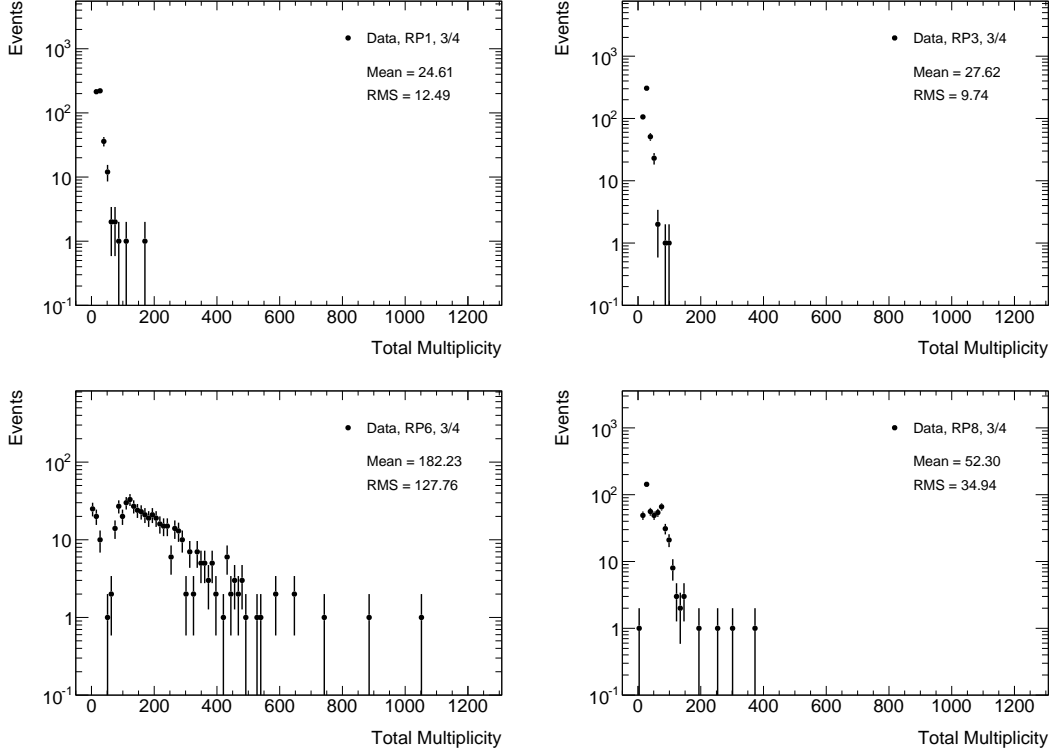 Events
10³
10²
10
1
10⁻¹
0 200 400 600 800 1000 1200
Total Multiplicity
Data, RP1, 3/4
Mean = 24.61
RMS = 12.49
Events
10³
10²
10
1
10⁻¹
0 200 400 600 800 1000 1200
Total Multiplicity
Data, RP3, 3/4
Mean = 27.62
RMS = 9.74
Events
10²
10
1
10⁻¹
0 200 400 600 800 1000 1200
Total Multiplicity
Data, RP6, 3/4
Mean = 182.23
RMS = 127.76
Events
10³
10²
10
1
10⁻¹
0 200 400 600 800 1000 1200
Total Multiplicity
Data, RP8, 3/4
Mean = 52.30
RMS = 34.94